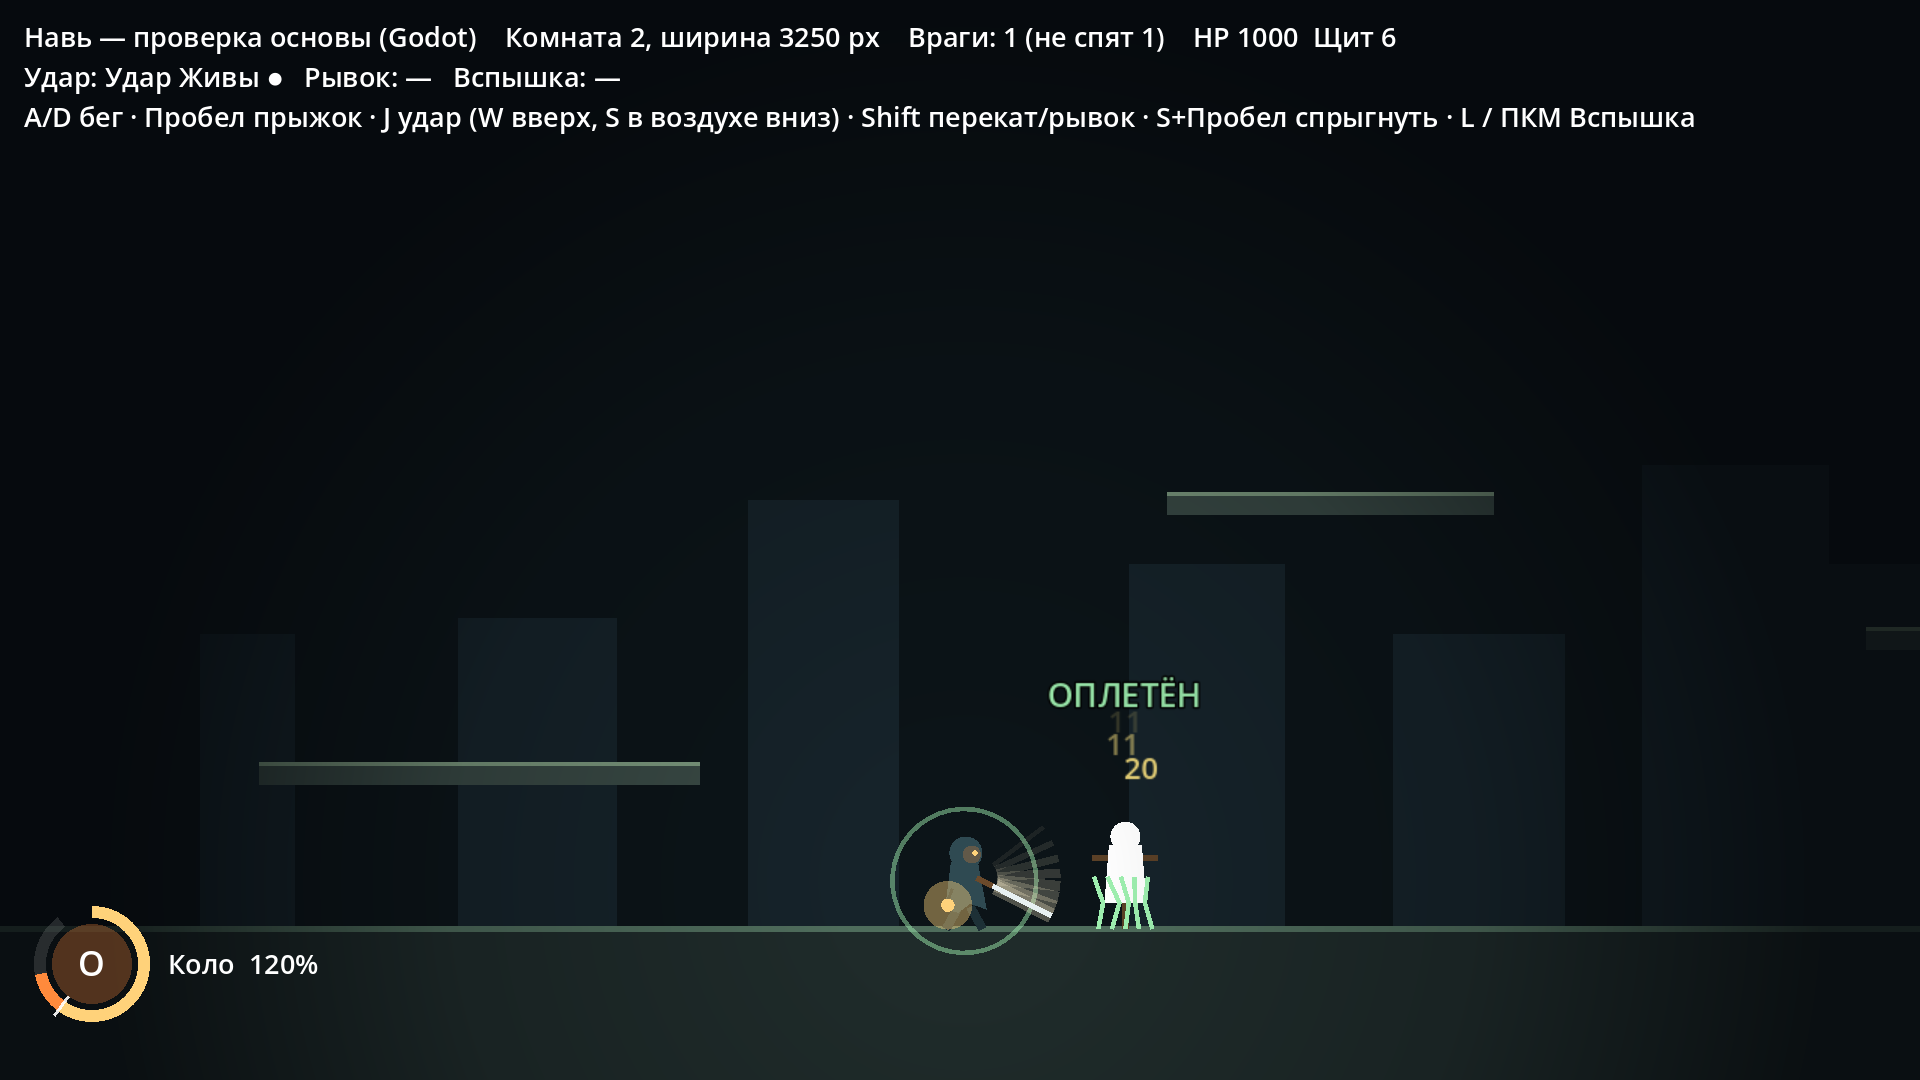 Навь — проверка основы (Godot) Комната 2, ширина 3250 px Враги: 1 (не спят 1) HP 1000 Щит 6
Удар: Удар Живы ● Рывок: — Вспышка: —
A/D бег · Пробел прыжок · J удар (W вверх, S в воздухе вниз) · Shift перекат/рывок · S+Пробел спрыгнуть · L / ПКМ Вспышка
ОПЛЕТЁН
11
11
20
О Коло 120%